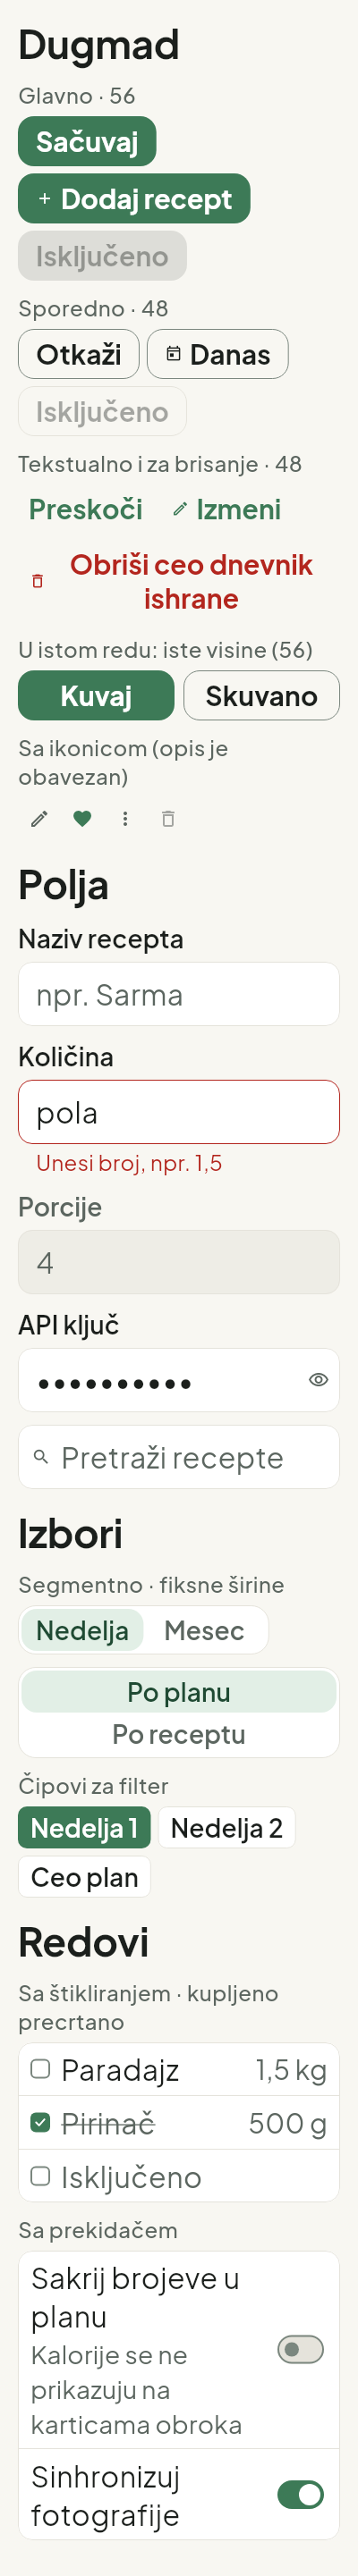 Dugmad
Glavno · 56
Sačuvaj
+ Dodaj recept
Isključeno
Sporedno · 48
Otkaži Danas
Isključeno
Tekstualno i za brisanje · 48
Preskoči Izmeni
Obriši ceo dnevnik
ishrane
U istom redu: iste visine (56)
Kuvaj Skuvano
Sa ikonicom (opis je
obavezan)
Polja
Naziv recepta
npr. Sarma
Količina
pola
Unesi broj, npr. 1,5
Porcije
4
API ključ
••••••••••
Pretraži recepte
Izbori
Segmentno · fiksne širine
Nedelja Mesec
Po planu
Po receptu
Čipovi za filter
Nedelja 1 Nedelja 2
Ceo plan
Redovi
Sa štikliranjem · kupljeno
precrtano
Paradajz 1,5 kg
Pirinač 500 g
Isključeno
Sa prekidačem
Sakrij brojeve u
planu
Kalorije se ne
prikazuju na
karticama obroka
Sinhronizuj
fotografije